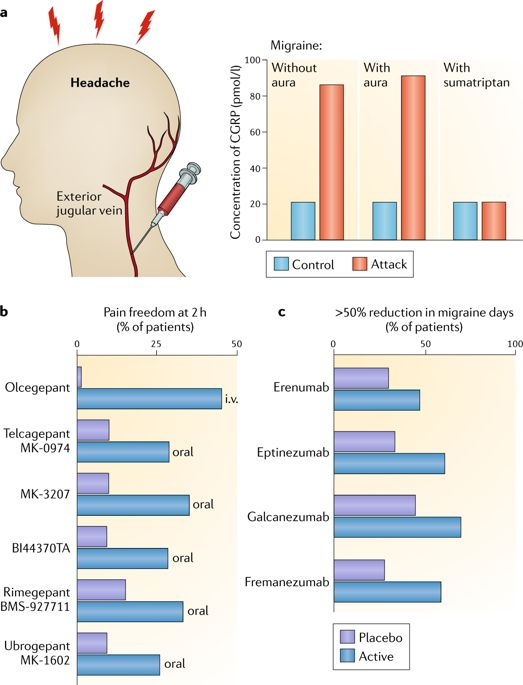 a
Headache
Exterior
jugular vein
Migraine:
Without
aura
With
aura
With
sumatriptan
Concentration of CGRP (pmol/l)
100
80
60
40
20
0
Control
Attack
b
Pain freedom at 2 h
(% of patients)
0
25
50
Olcegepant
i.v.
Telcagepant
MK-0974
oral
MK-3207
oral
BI44370TA
oral
Rimegepant
BMS-927711
oral
Ubrogepant
MK-1602
oral
c
>50% reduction in migraine days
(% of patients)
0
50
100
Erenumab
Eptinezumab
Galcanezumab
Fremanezumab
Placebo
Active